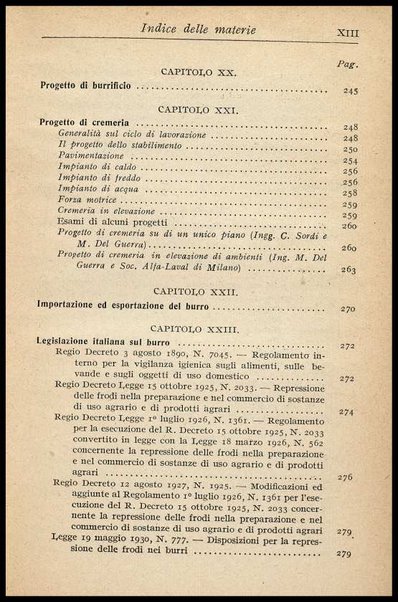 Indice delle materie XIII
Pag.
CAPITOLO XX.
Progetto di burrificio 245
CAPITOLO XXI.
Progetto di cremeria 248
Generalità sul ciclo di lavorazione 248
Il progetto dello stabilimento 250
Pavimentazione 254
Impianto di caldo 256
Impianto di freddo 256
Impianto di acqua 258
Forza motrice 259
Cremeria in elevazione 259
Esami di alcuni progetti 260
Progetto di cremeria su di un unico piano (Ingg. C. Sordi e
M. Del Guerra) 260
Progetto di cremeria in elevazione di ambienti (Ing. M. Del
Guerra e Soc. Alfa-Laval di Milano) 263
CAPITOLO XXII.
Importazione ed esportazione del burro 270
CAPITOLO XXIII.
Legislazione italiana sul burro 272
Regio Decreto 3 agosto 1890, N. 7045. — Regolamento in-
terno per la vigilanza igienica sugli alimenti, sulle be-
vande e sugli oggetti di uso domestico 272
Regio Decreto Legge 15 ottobre 1925, N. 2033. — Repressione
delle frodi nella preparazione e nel commercio di sostanze
di uso agrario e di prodotti agrari 274
Regio Decreto Legge 1º luglio 1926, N. 1361. — Regolamento
per la esecuzione del R. Decreto 15 ottobre 1925, N. 2033
convertito in legge con la Legge 18 marzo 1926, N. 562
concernente la repressione delle frodi nella preparazione
e nel commercio di sostanze di uso agrario e di prodotti
agrari 276
Regio Decreto 12 agosto 1927, N. 1925. — Modificazioni ed
aggiunte al Regolamento 1º luglio 1926, N. 1361 per l'ese-
cuzione del R. Decreto 15 ottobre 1925, N. 2033 concer-
nente la repressione delle frodi nella preparazione e nel
commercio di sostanze di uso agrario e di prodotti agrari 279
Legge 19 maggio 1930, N. 777. — Disposizioni per la repres-
sione delle frodi nei burri 279